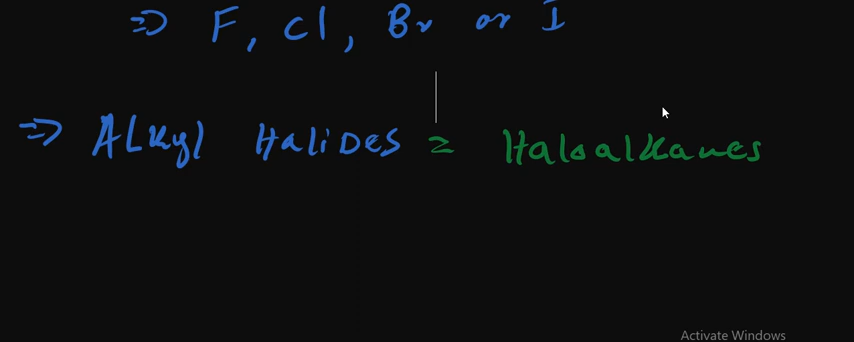 ⇒ F, Cl, Br or I
⇒ ALKyl HaliDes = Haloalkanes
Activate Windows